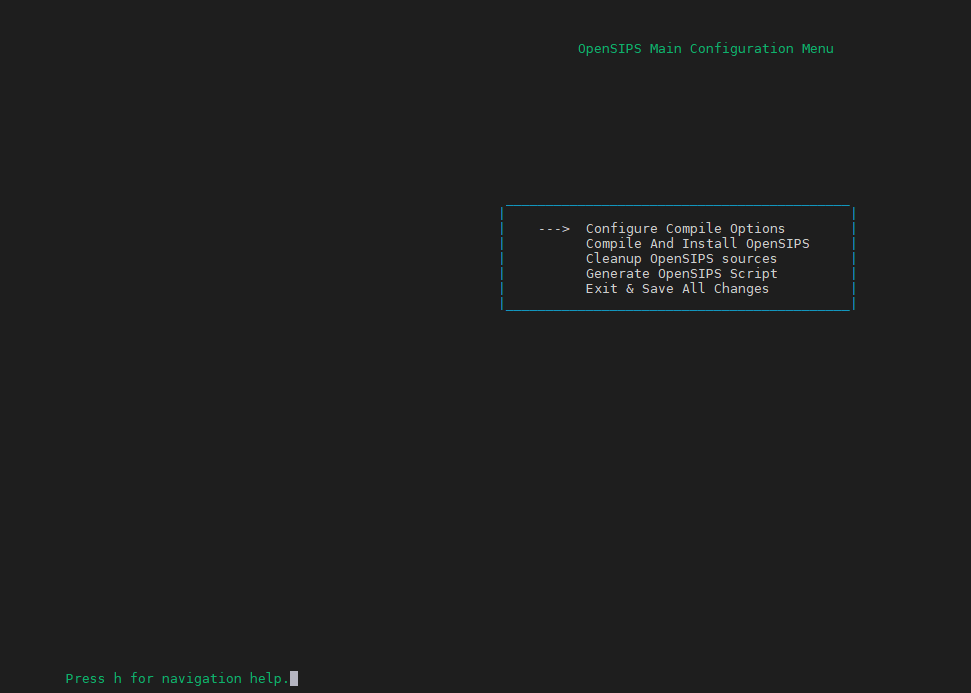 OpenSIPS Main Configuration Menu
---> Configure Compile Options
Compile And Install OpenSIPS
Cleanup OpenSIPS sources
Generate OpenSIPS Script
Exit & Save All Changes
Press h for navigation help.